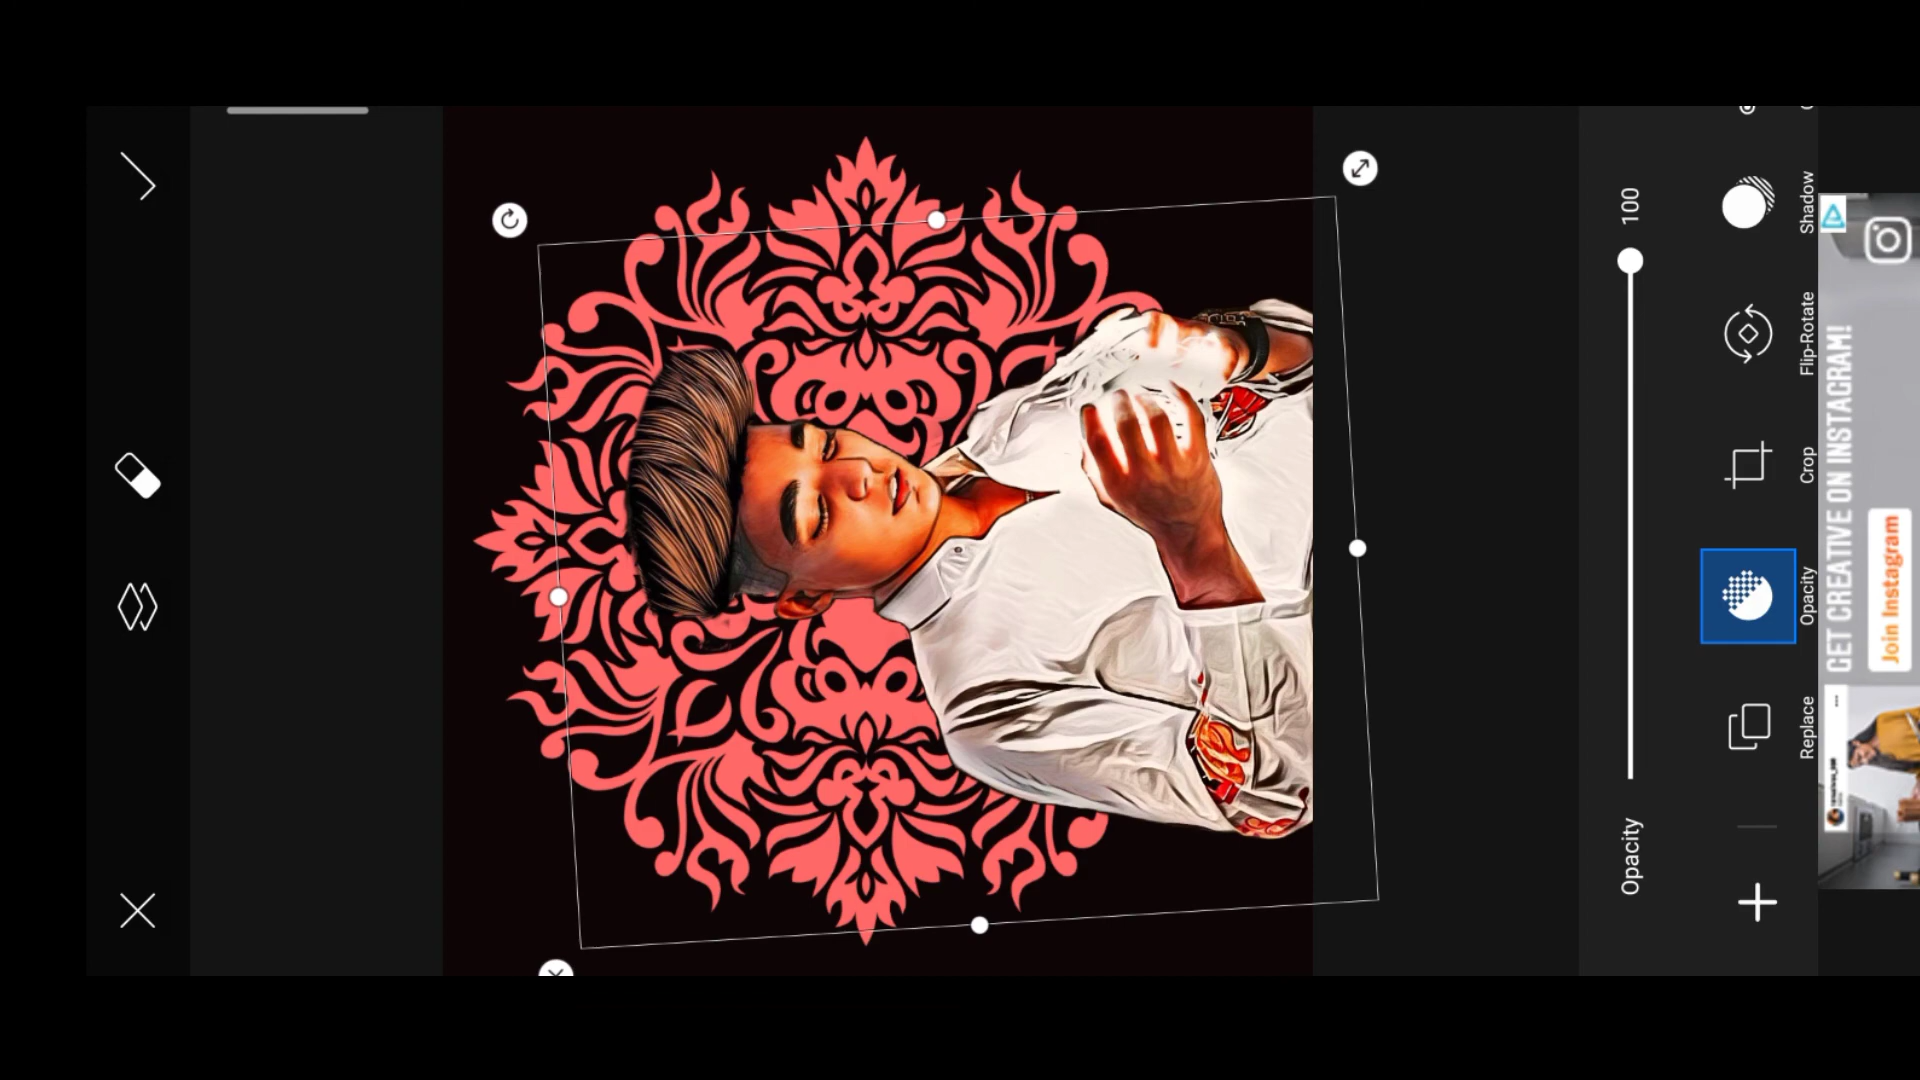 Opacity
100
Replace
Opacity
Crop
Flip-Rotate
Shadow
GET CREATIVE ON INSTAGRAM!
Join Instagram